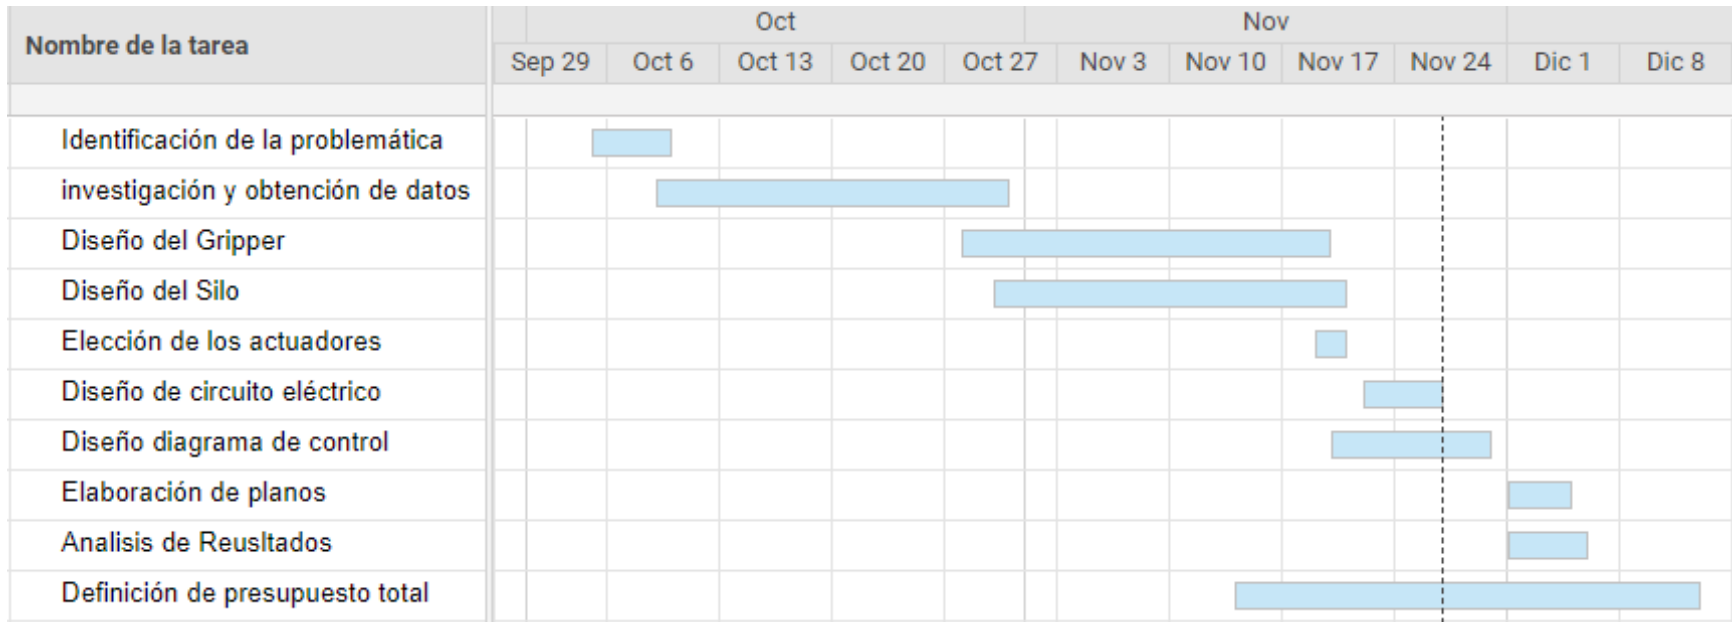 Nombre de la tarea
Oct Nov
Sep 29 Oct 6 Oct 13 Oct 20 Oct 27 Nov 3 Nov 10 Nov 17 Nov 24 Dic 1 Dic 8
Identificación de la problemática
investigación y obtención de datos
Diseño del Gripper
Diseño del Silo
Elección de los actuadores
Diseño de circuito eléctrico
Diseño diagrama de control
Elaboración de planos
Analisis de Reusltados
Definición de presupuesto total